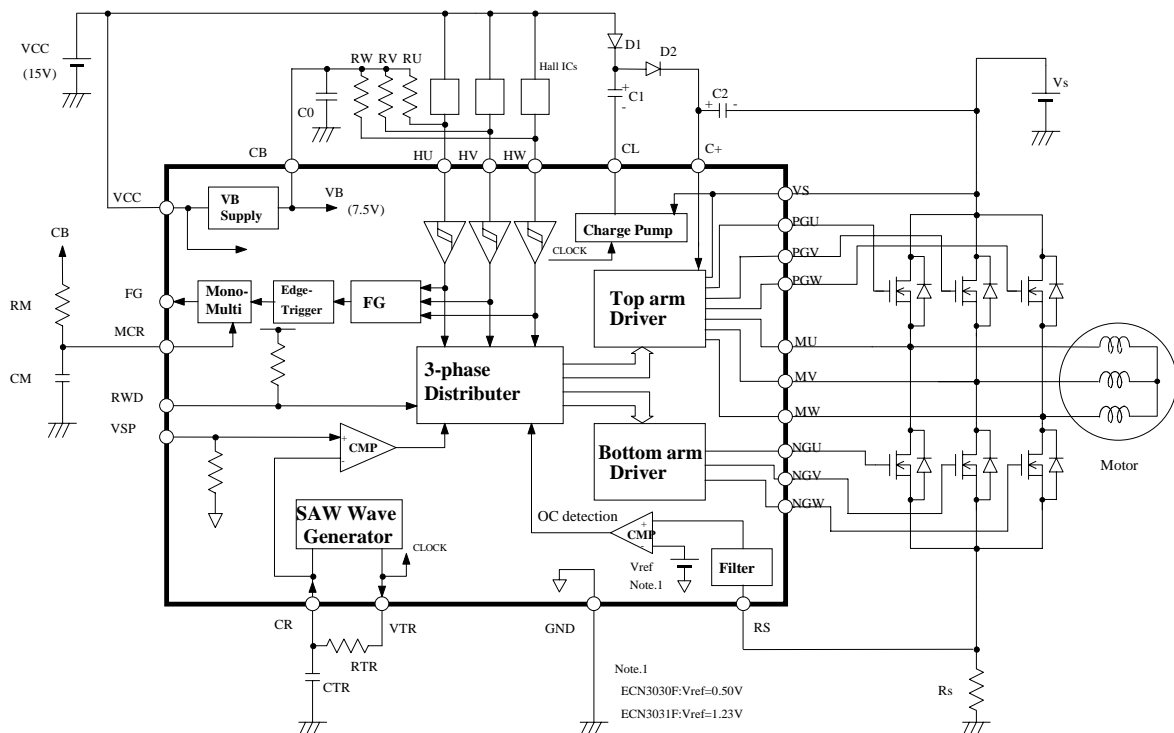 VCC
(15V)
RW RV RU
Hall ICs
D1
D2
C0
C1
+
-
C2
+ -
Vs
CB
HU
HV
HW
CL
C+
VCC
VB
Supply
VB
(7.5V)
VS
PGU
PGV
PGW
CLOCK
Charge Pump
CB
RM
FG
Mono-
Multi
Edge-
Trigger
FG
Top arm
Driver
MCR
MU
CM
3-phase
Distributer
MV
RWD
MW
VSP
+
-
CMP
Bottom arm
Driver
NGU
NGV
NGW
Motor
SAW Wave
Generator
CLOCK
OC detection
+
-
CMP
Vref
Note.1
Filter
CR
VTR
GND
RS
RTR
CTR
Rs
Note.1
ECN3030F:Vref=0.50V
ECN3031F:Vref=1.23V